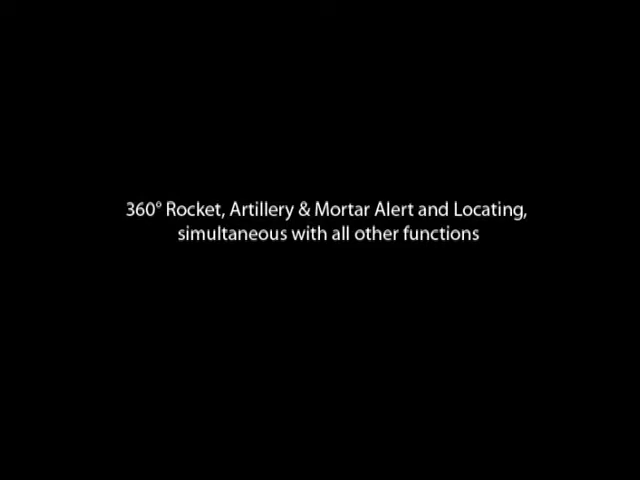 360° Rocket, Artillery & Mortar Alert and Locating,
simultaneous with all other functions